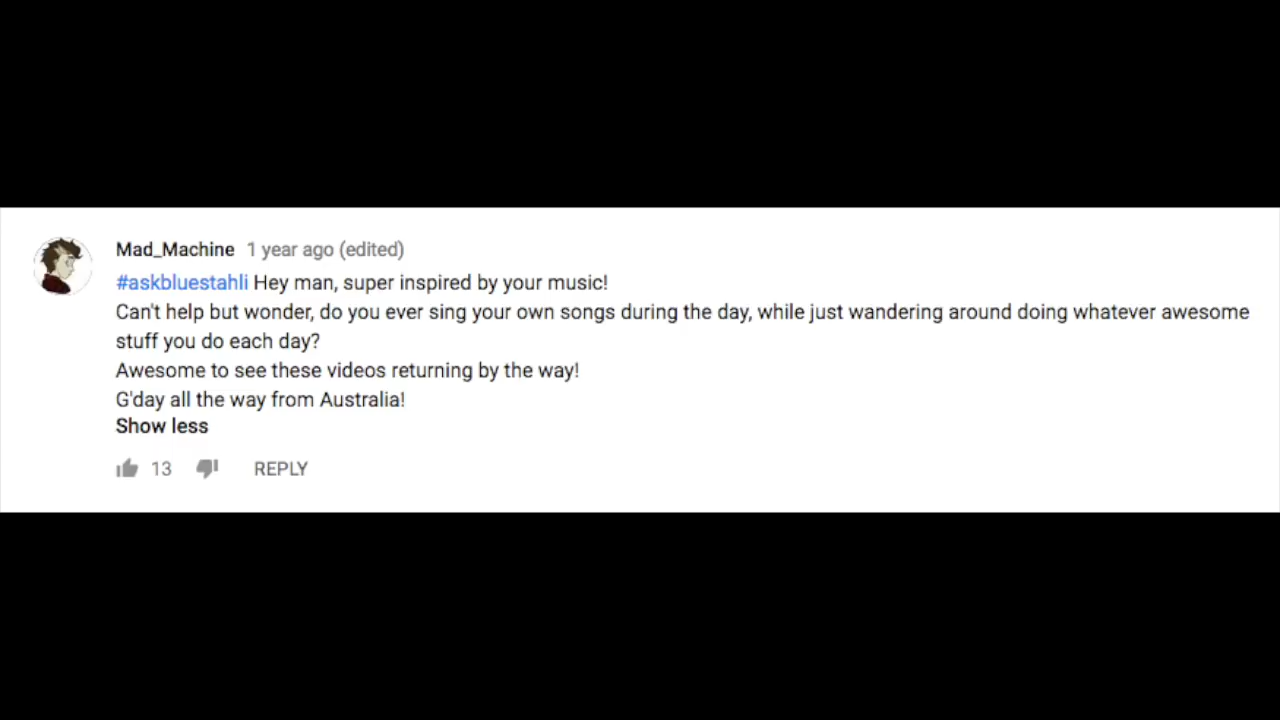 Mad_Machine 1 year ago (edited)
#askbluestahli Hey man, super inspired by your music!
Can't help but wonder, do you ever sing your own songs during the day, while just wandering around doing whatever awesome
stuff you do each day?
Awesome to see these videos returning by the way!
G'day all the way from Australia!
Show less
13 REPLY